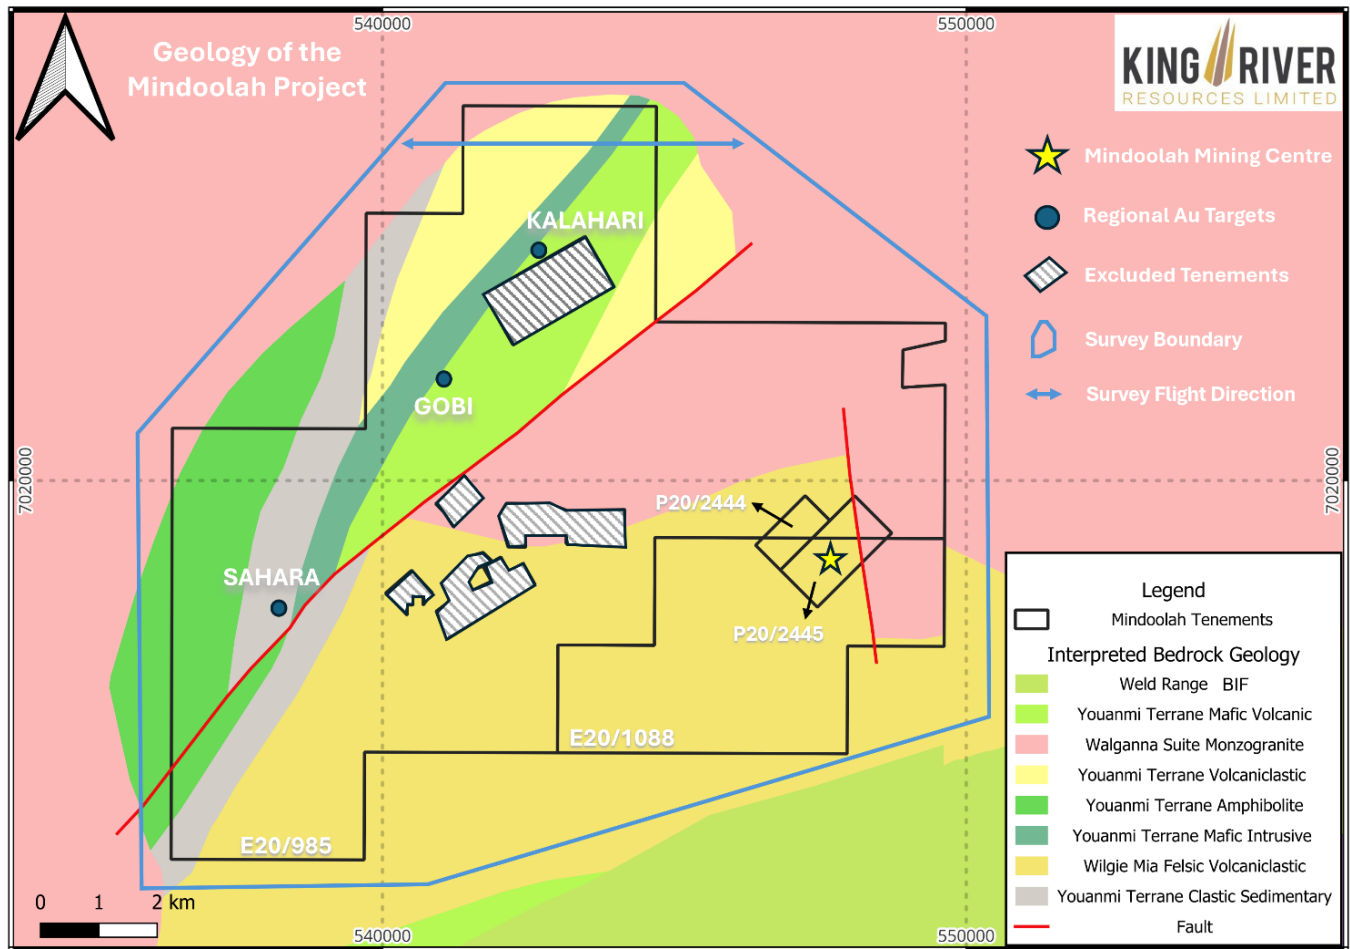 540000
550000
Geology of the
Mindoolah Project
KING RIVER
RESOURCES LIMITED
Mindoolah Mining Centre
Regional Au Targets
Excluded Tenements
Survey Boundary
Survey Flight Direction
KALAHARI
GOBI
7020000
7020000
P20/2444
SAHARA
P20/2445
E20/1088
E20/985
Legend
Mindoolah Tenements
Interpreted Bedrock Geology
Weld Range BIF
Youanmi Terrane Mafic Volcanic
Walganna Suite Monzogranite
Youanmi Terrane Volcaniclastic
Youanmi Terrane Amphibolite
Youanmi Terrane Mafic Intrusive
Wilgie Mia Felsic Volcaniclastic
Youanmi Terrane Clastic Sedimentary
Fault
0 1 2 km
540000
550000